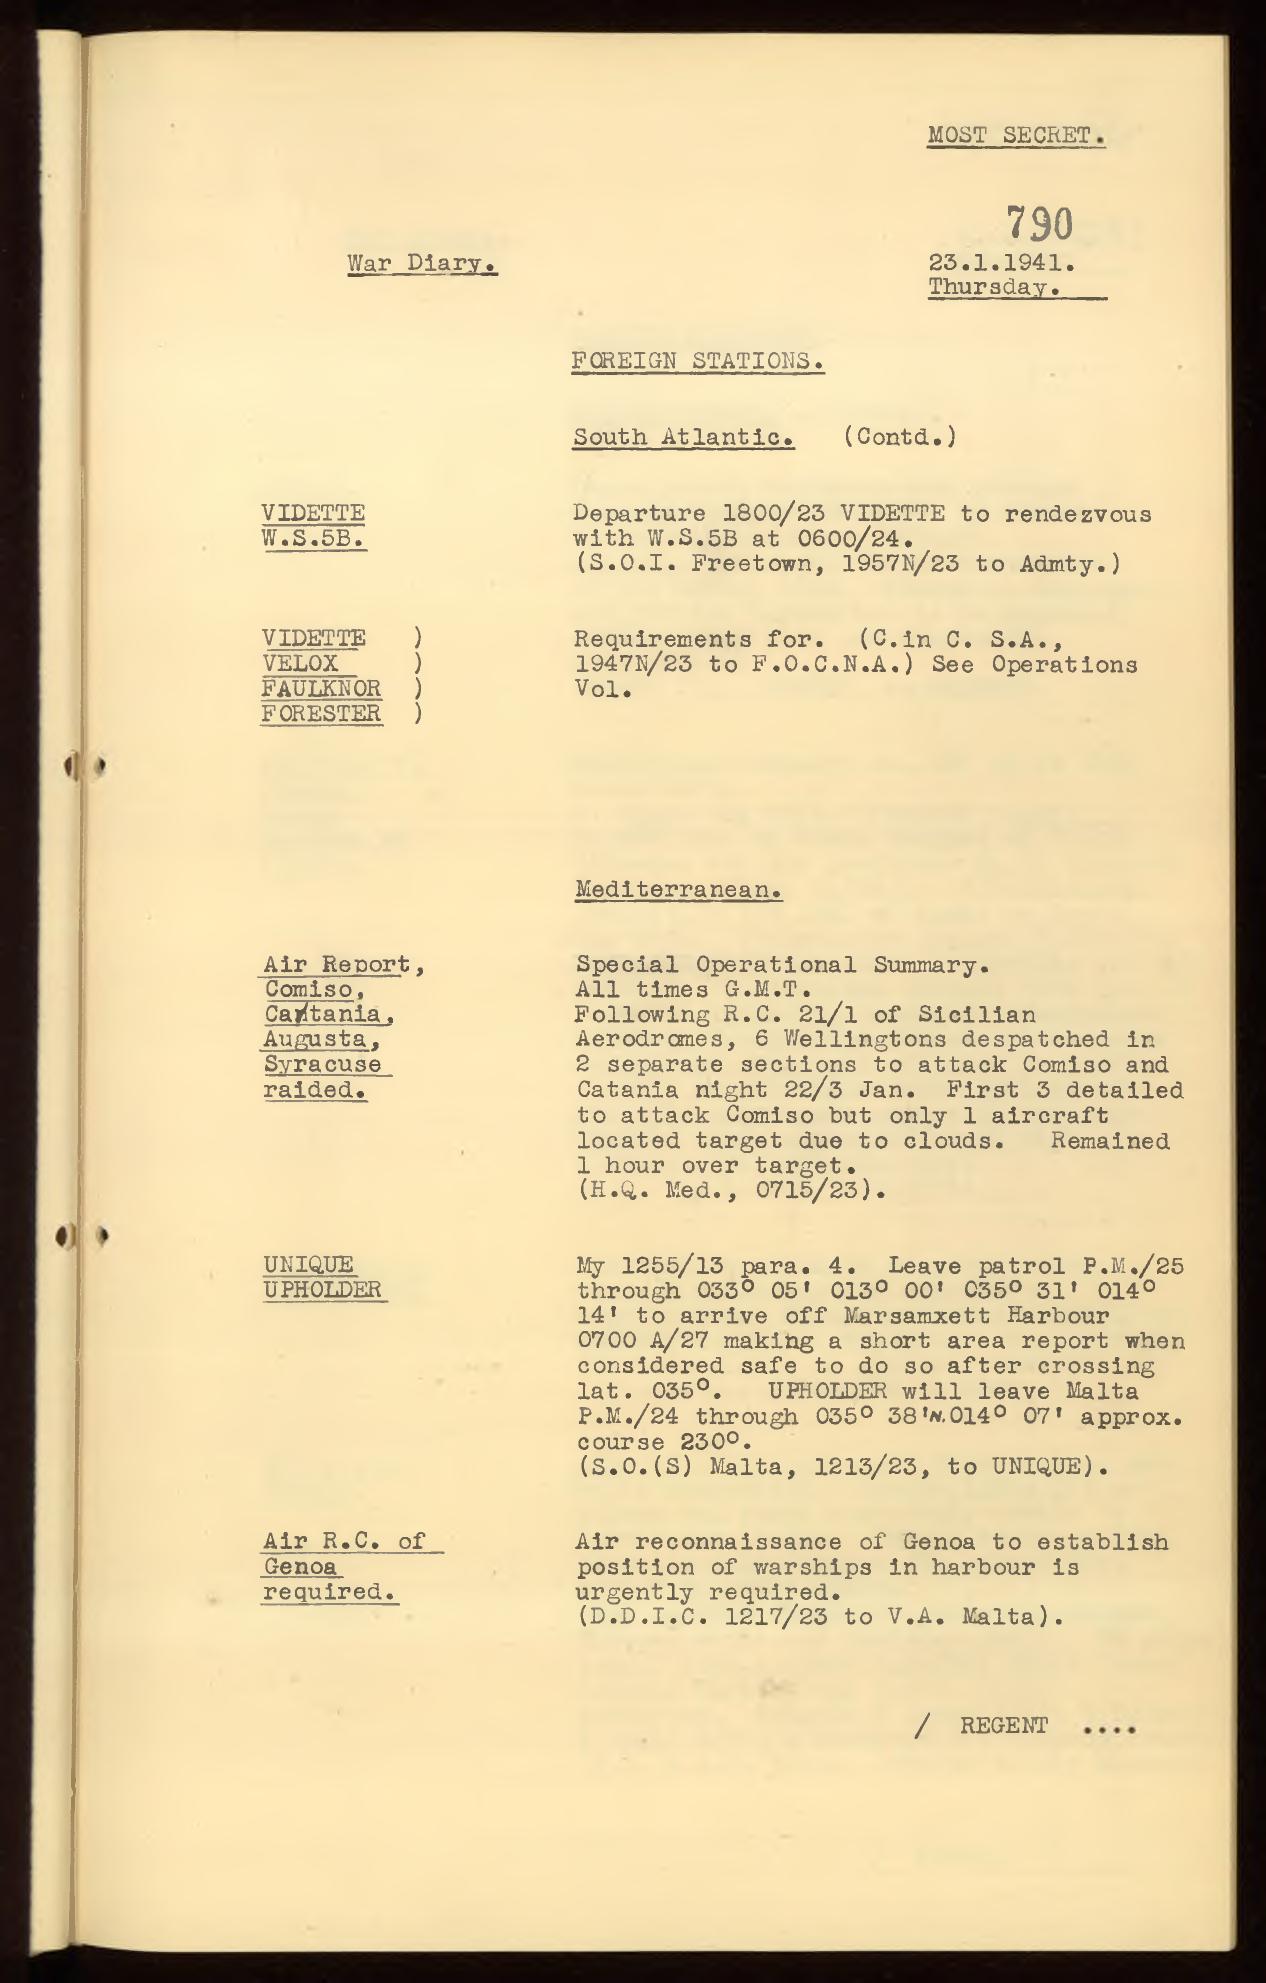 MOST SECRET.
790
War Diary.
23.1.1941.
Thursday.
FOREIGN STATIONS.
South Atlantic. (Contd.)
VIDETTE
W.S.5B.
Departure 1800/23 VIDETTE to rendezvous
with W.S.5B at 0600/24.
(S.O.I. Freetown, 1957N/23 to Admty.)
VIDETTE )
VELOX )
FAULKNOR )
FORESTER )
Requirements for. (C.in C. S.A.,
1947N/23 to F.O.C.N.A.) See Operations
Vol.
Mediterranean.
Air Report,
Comiso,
Catania,
Augusta,
Syracuse
raided.
Special Operational Summary.
All times G.M.T.
Following R.C. 21/1 of Sicilian
Aerodromes, 6 Wellingtons despatched in
2 separate sections to attack Comiso and
Catania night 22/3 Jan. First 3 detailed
to attack Comiso but only 1 aircraft
located target due to clouds. Remained
1 hour over target.
(H.Q. Med., 0715/23).
UNIQUE
UPHOLDER
My 1255/13 para. 4. Leave patrol P.M./25
through 033° 05' 013° 00' 035° 31' 014°
14' to arrive off Marsamxett Harbour
0700 A/27 making a short area report when
considered safe to do so after crossing
lat. 035°. UPHOLDER will leave Malta
P.M./24 through 035° 38'N.014° 07' approx.
course 230°.
(S.O.(S) Malta, 1213/23, to UNIQUE).
Air R.C. of
Genoa
required.
Air reconnaissance of Genoa to establish
position of warships in harbour is
urgently required.
(D.D.I.C. 1217/23 to V.A. Malta).
/ REGENT ....